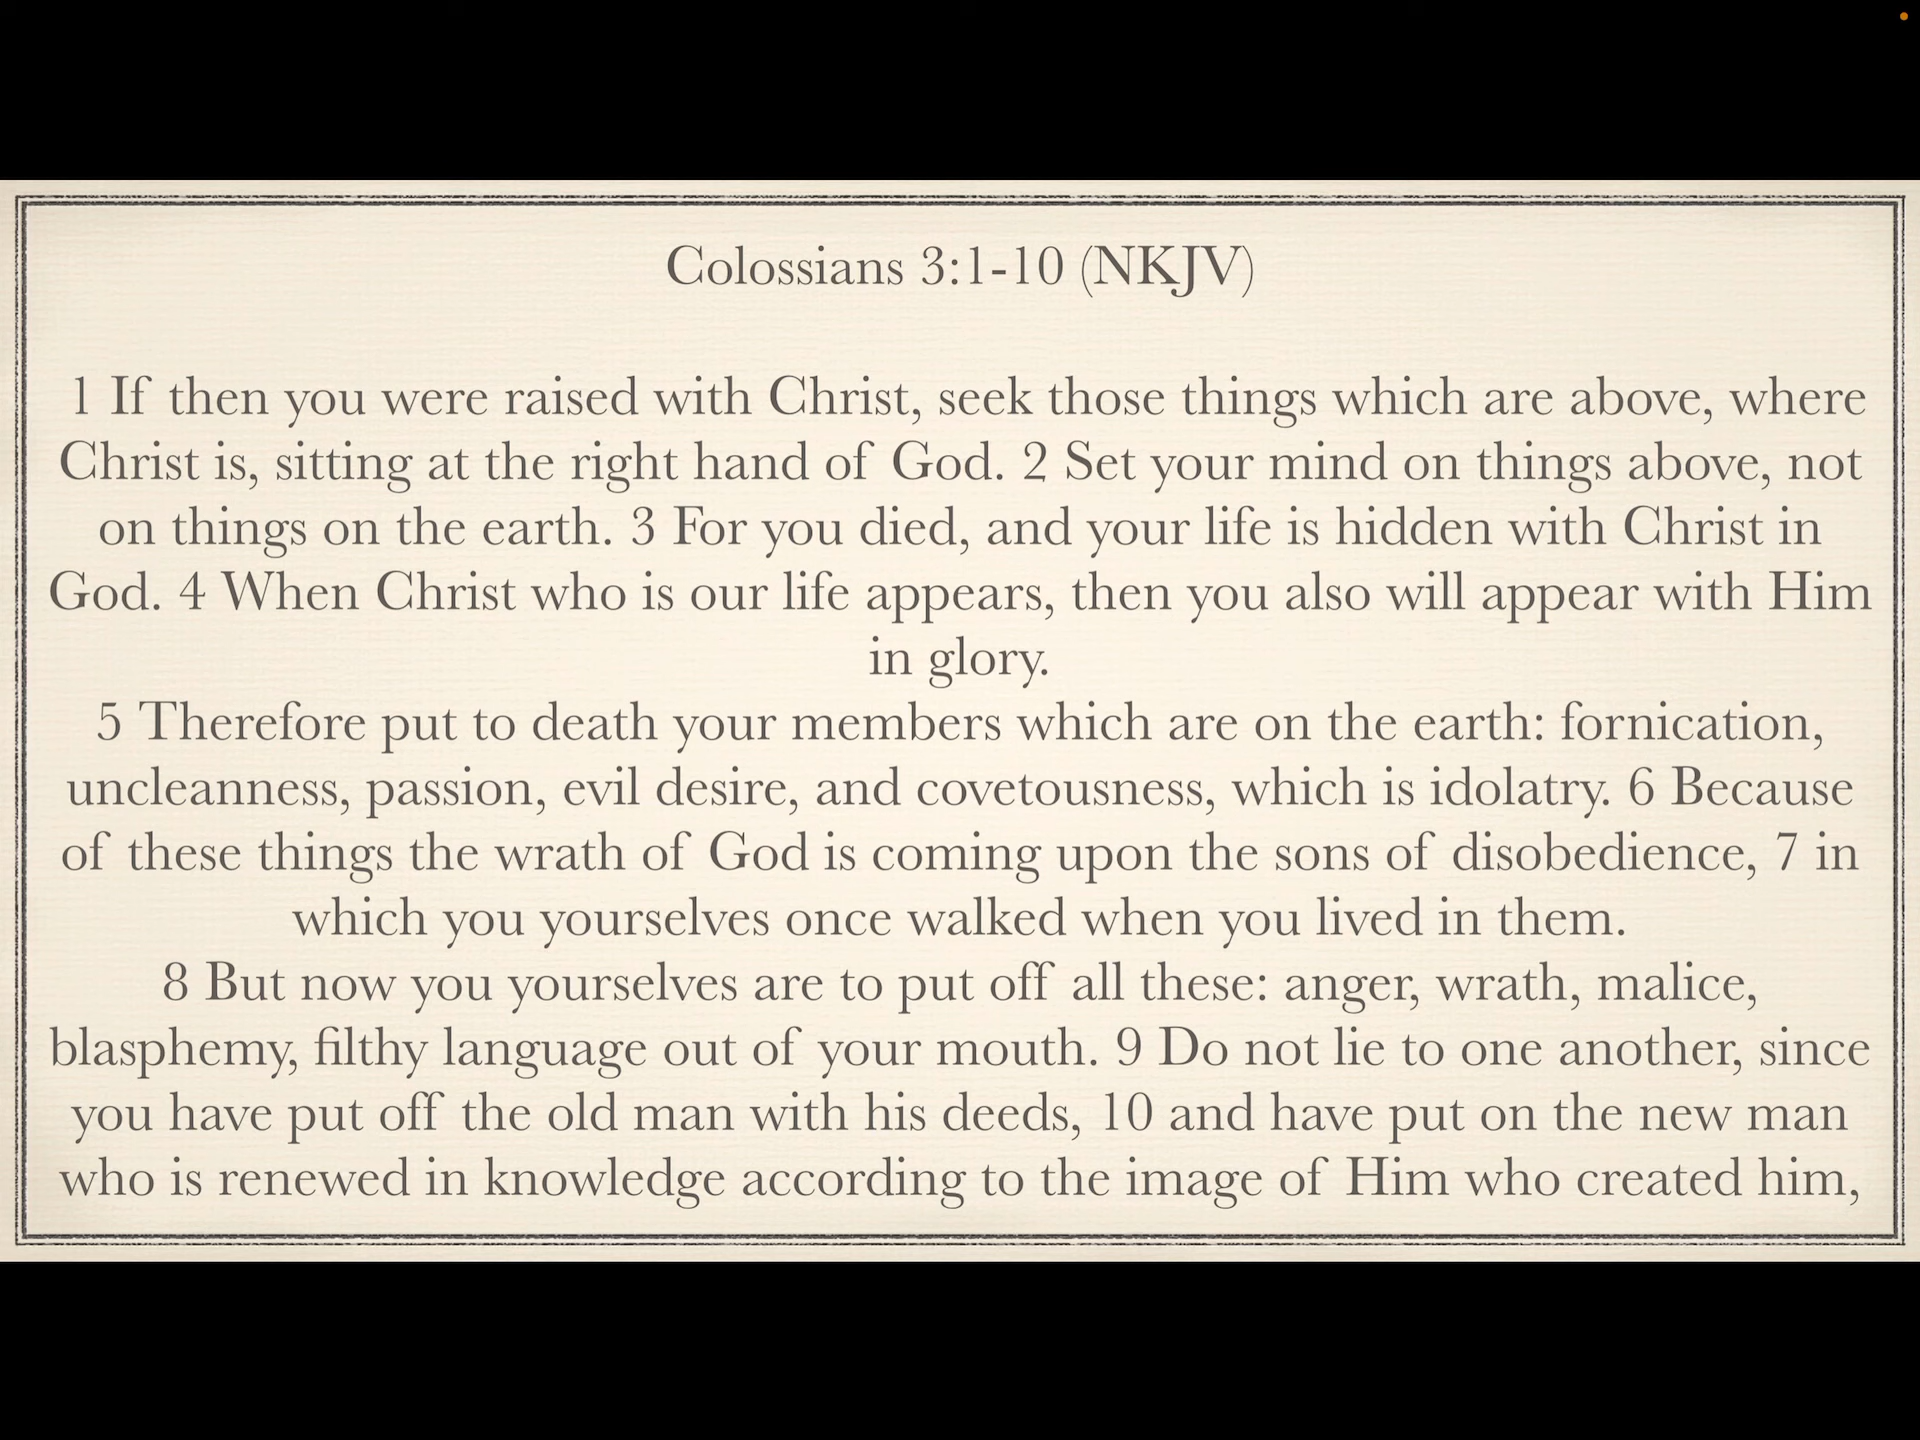 Colossians 3:1-10 (NKJV)
1 If then you were raised with Christ, seek those things which are above, where
Christ is, sitting at the right hand of God. 2 Set your mind on things above, not
on things on the earth. 3 For you died, and your life is hidden with Christ in
God. 4 When Christ who is our life appears, then you also will appear with Him
in glory.
5 Therefore put to death your members which are on the earth: fornication,
uncleanness, passion, evil desire, and covetousness, which is idolatry. 6 Because
of these things the wrath of God is coming upon the sons of disobedience, 7 in
which you yourselves once walked when you lived in them.
8 But now you yourselves are to put off all these: anger, wrath, malice,
blasphemy, filthy language out of your mouth. 9 Do not lie to one another, since
you have put off the old man with his deeds, 10 and have put on the new man
who is renewed in knowledge according to the image of Him who created him,